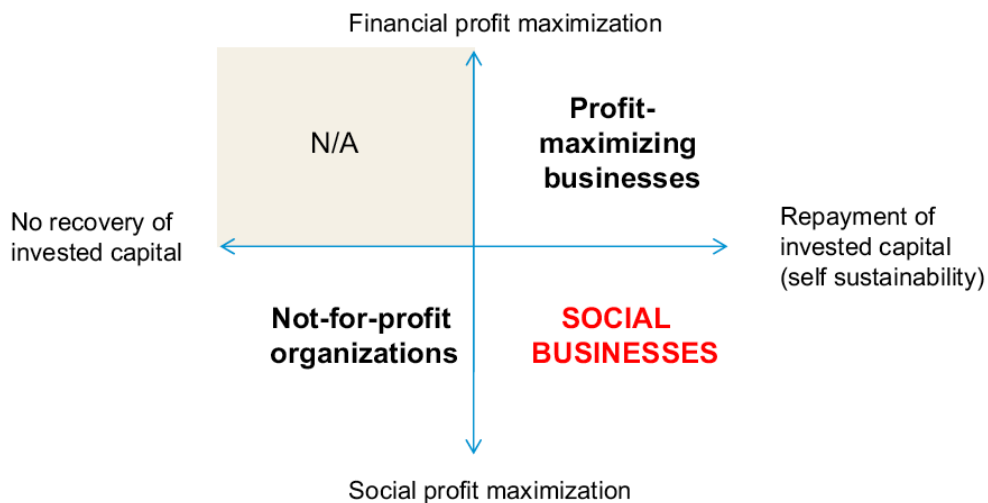 Financial profit maximization
N/A
Profit-
maximizing
businesses
No recovery of
invested capital
Repayment of
invested capital
(self sustainability)
Not-for-profit
organizations
SOCIAL
BUSINESSES
Social profit maximization